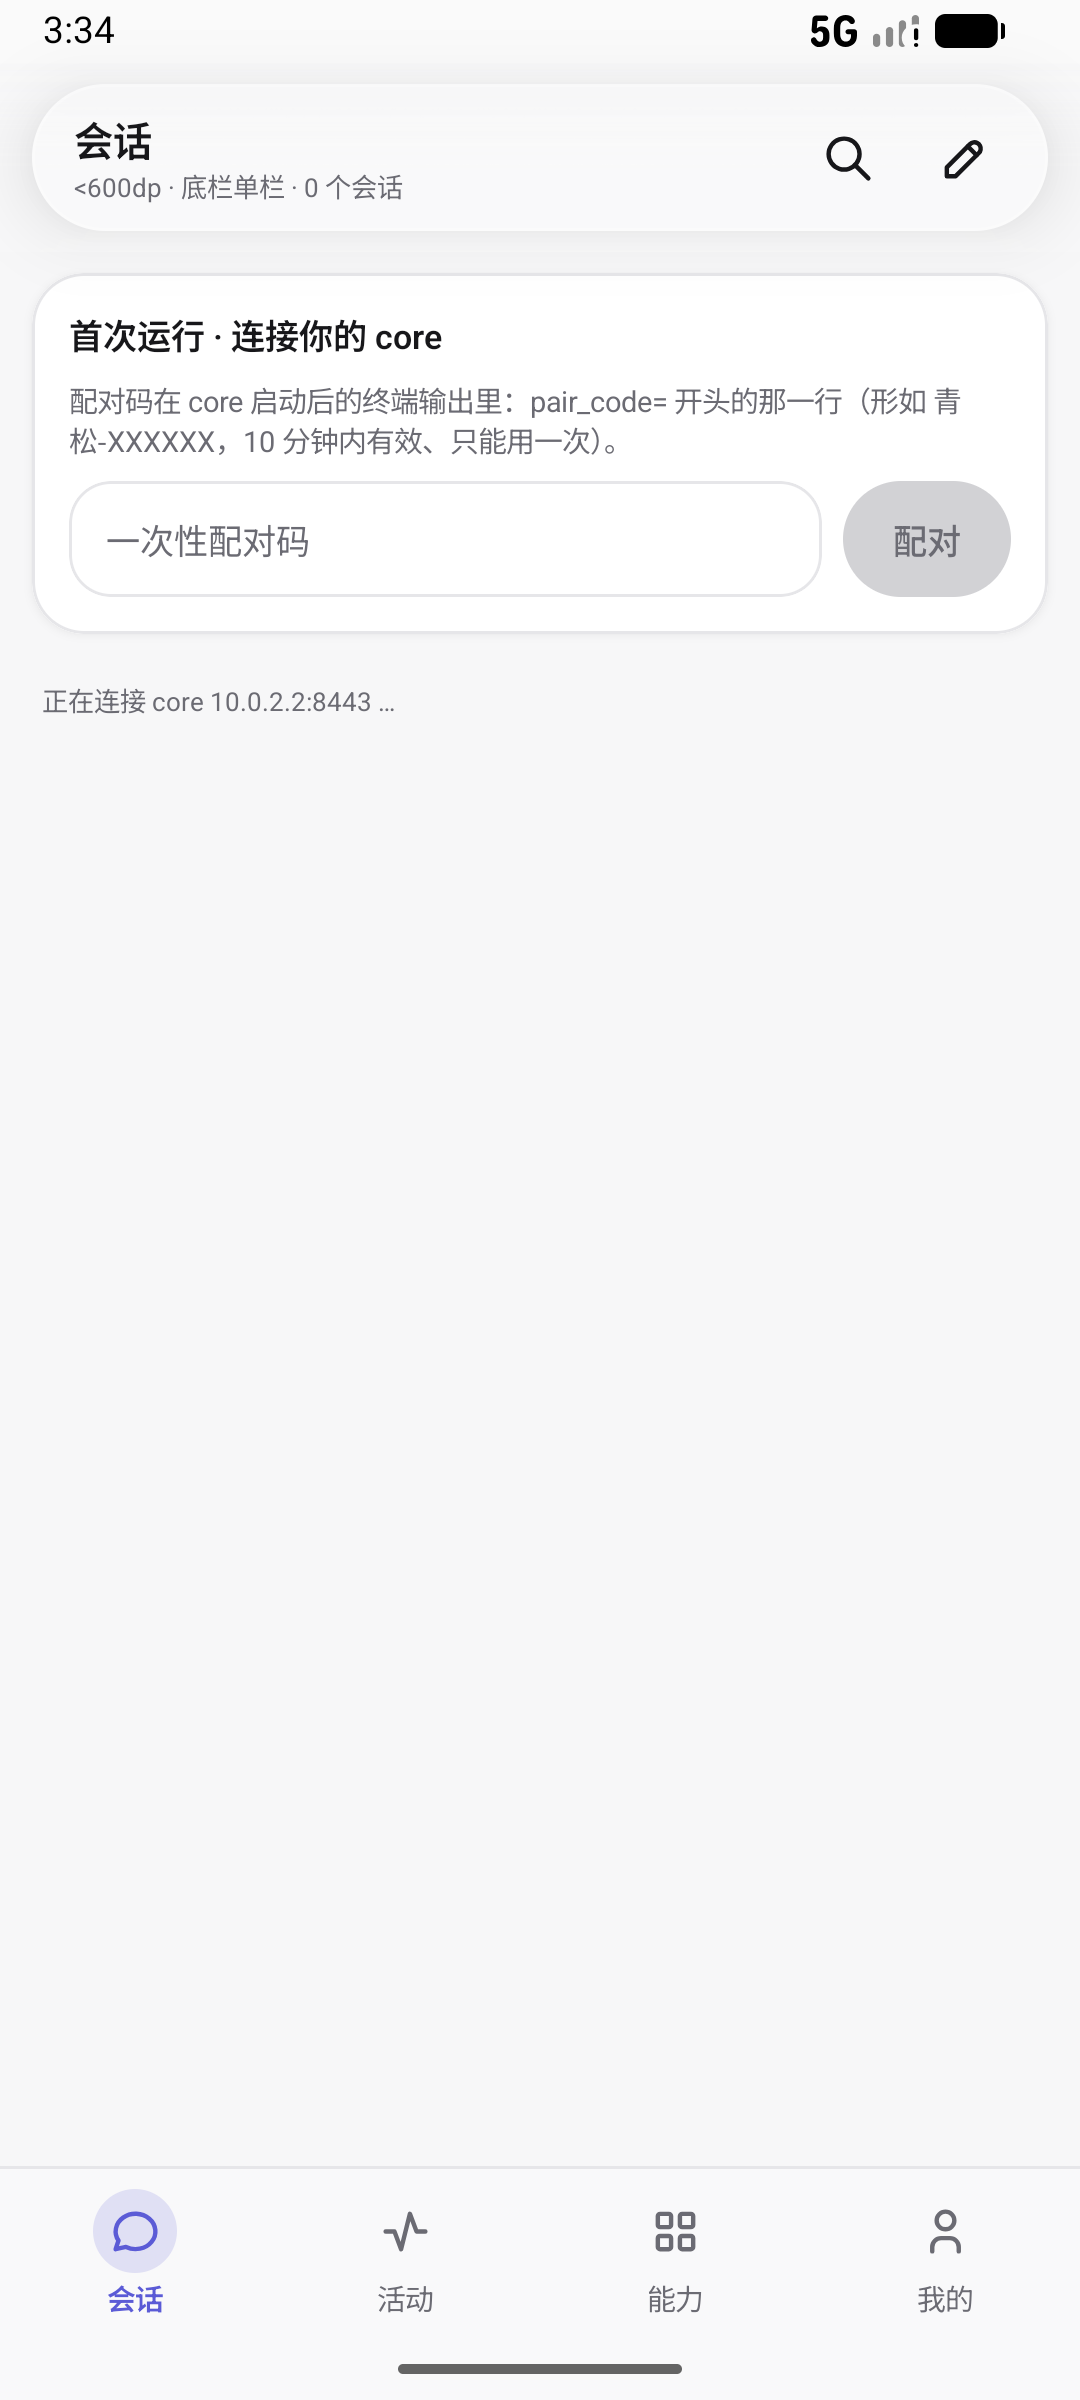 3:34
5G
会话
<600dp · 底栏单栏 · 0 个会话
首次运行 · 连接你的 core
配对码在 core 启动后的终端输出里：pair_code= 开头的那一行（形如 青
松-XXXXXX，10 分钟内有效、只能用一次）。
一次性配对码
配对
正在连接 core 10.0.2.2:8443 …
会话
活动
能力
我的